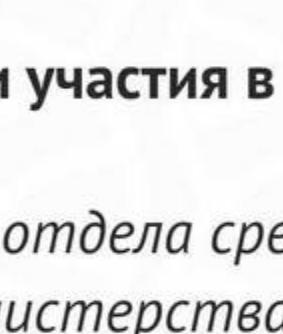 и участия в
отдела сре
истерства